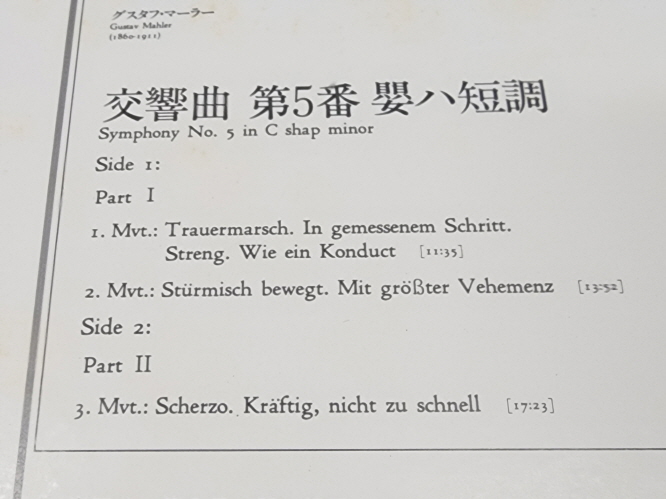 グスタフ・マーラー
Gustav Mahler
(1860-1911)
交響曲 第5番 嬰ハ短調
Symphony No. 5 in C shap minor
Side 1:
Part I
1. Mvt.: Trauermarsch. In gemessenem Schritt.
Streng. Wie ein Konduct [11:35]
2. Mvt.: Stürmisch bewegt. Mit größter Vehemenz [13:52]
Side 2:
Part II
3. Mvt.: Scherzo. Kräftig, nicht zu schnell [17:23]